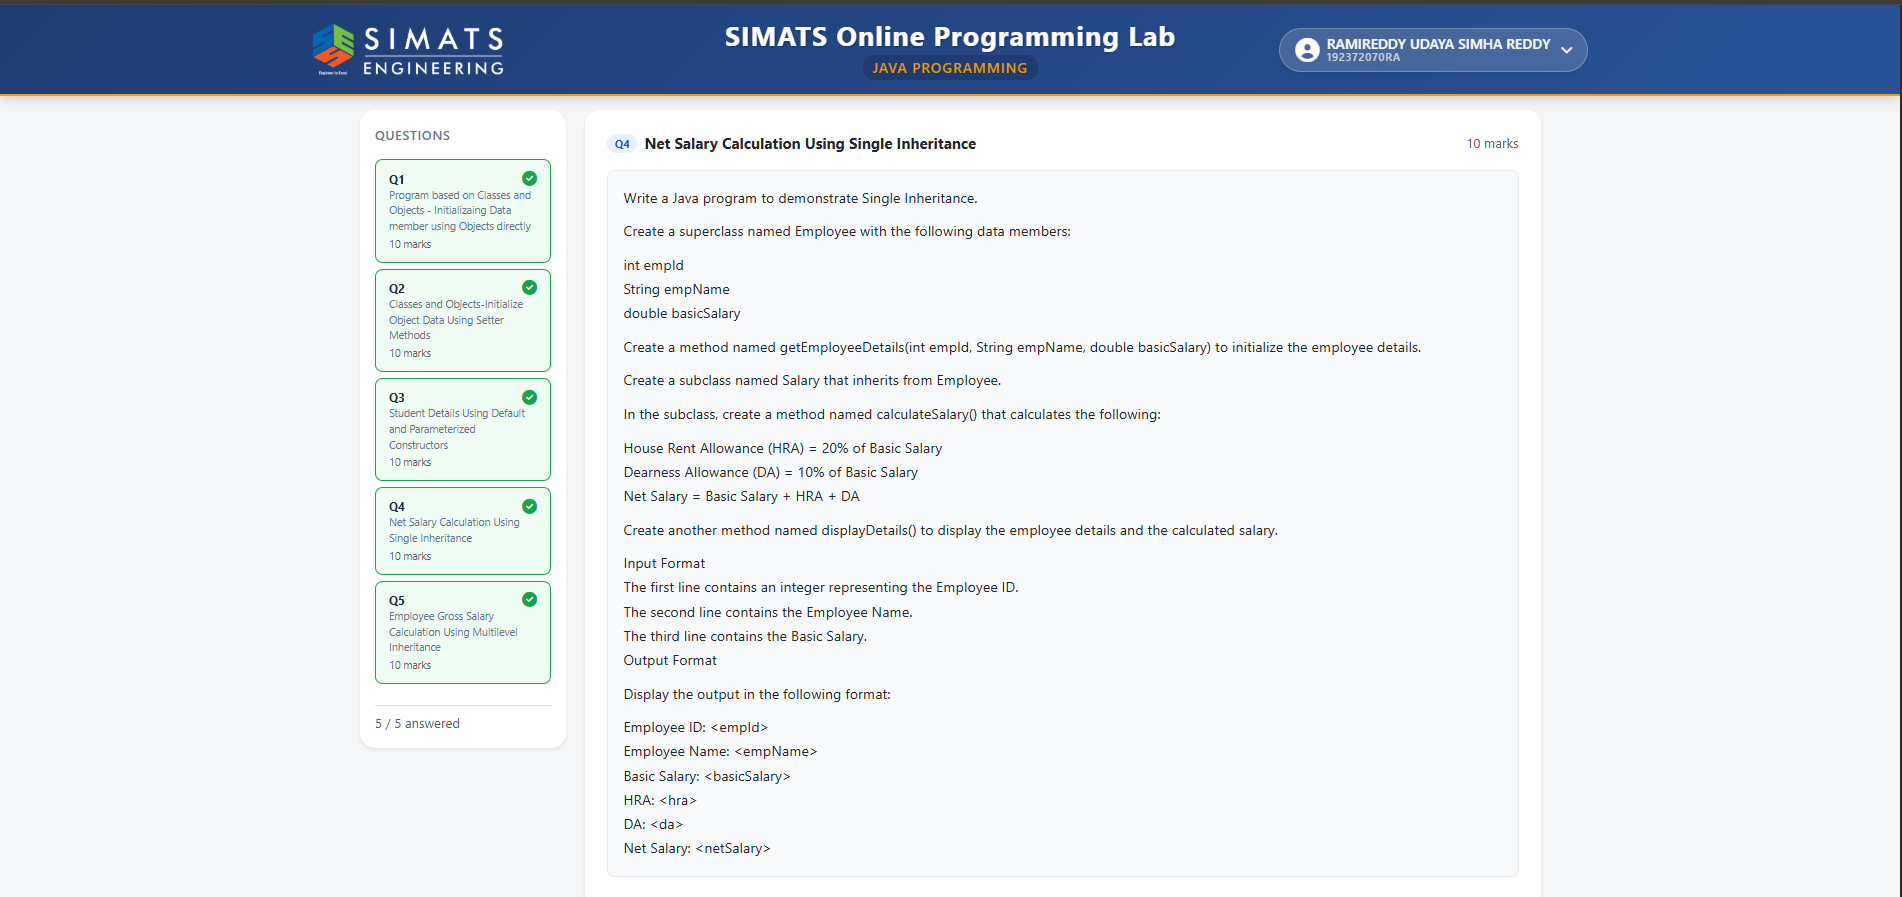 SIMATS
ENGINEERING
Engineer to Excel
SIMATS Online Programming Lab
JAVA PROGRAMMING
RAMIREDDY UDAYA SIMHA REDDY
192372070RA
QUESTIONS
Q1
Program based on Classes and
Objects - Initializaing Data
member using Objects directly
10 marks
Q2
Classes and Objects-Initialize
Object Data Using Setter
Methods
10 marks
Q3
Student Details Using Default
and Parameterized
Constructors
10 marks
Q4
Net Salary Calculation Using
Single Inheritance
10 marks
Q5
Employee Gross Salary
Calculation Using Multilevel
Inheritance
10 marks
5 / 5 answered
Q4 Net Salary Calculation Using Single Inheritance 10 marks
Write a Java program to demonstrate Single Inheritance.
Create a superclass named Employee with the following data members:
int empId
String empName
double basicSalary
Create a method named getEmployeeDetails(int empId, String empName, double basicSalary) to initialize the employee details.
Create a subclass named Salary that inherits from Employee.
In the subclass, create a method named calculateSalary() that calculates the following:
House Rent Allowance (HRA) = 20% of Basic Salary
Dearness Allowance (DA) = 10% of Basic Salary
Net Salary = Basic Salary + HRA + DA
Create another method named displayDetails() to display the employee details and the calculated salary.
Input Format
The first line contains an integer representing the Employee ID.
The second line contains the Employee Name.
The third line contains the Basic Salary.
Output Format
Display the output in the following format:
Employee ID: <empId>
Employee Name: <empName>
Basic Salary: <basicSalary>
HRA: <hra>
DA: <da>
Net Salary: <netSalary>